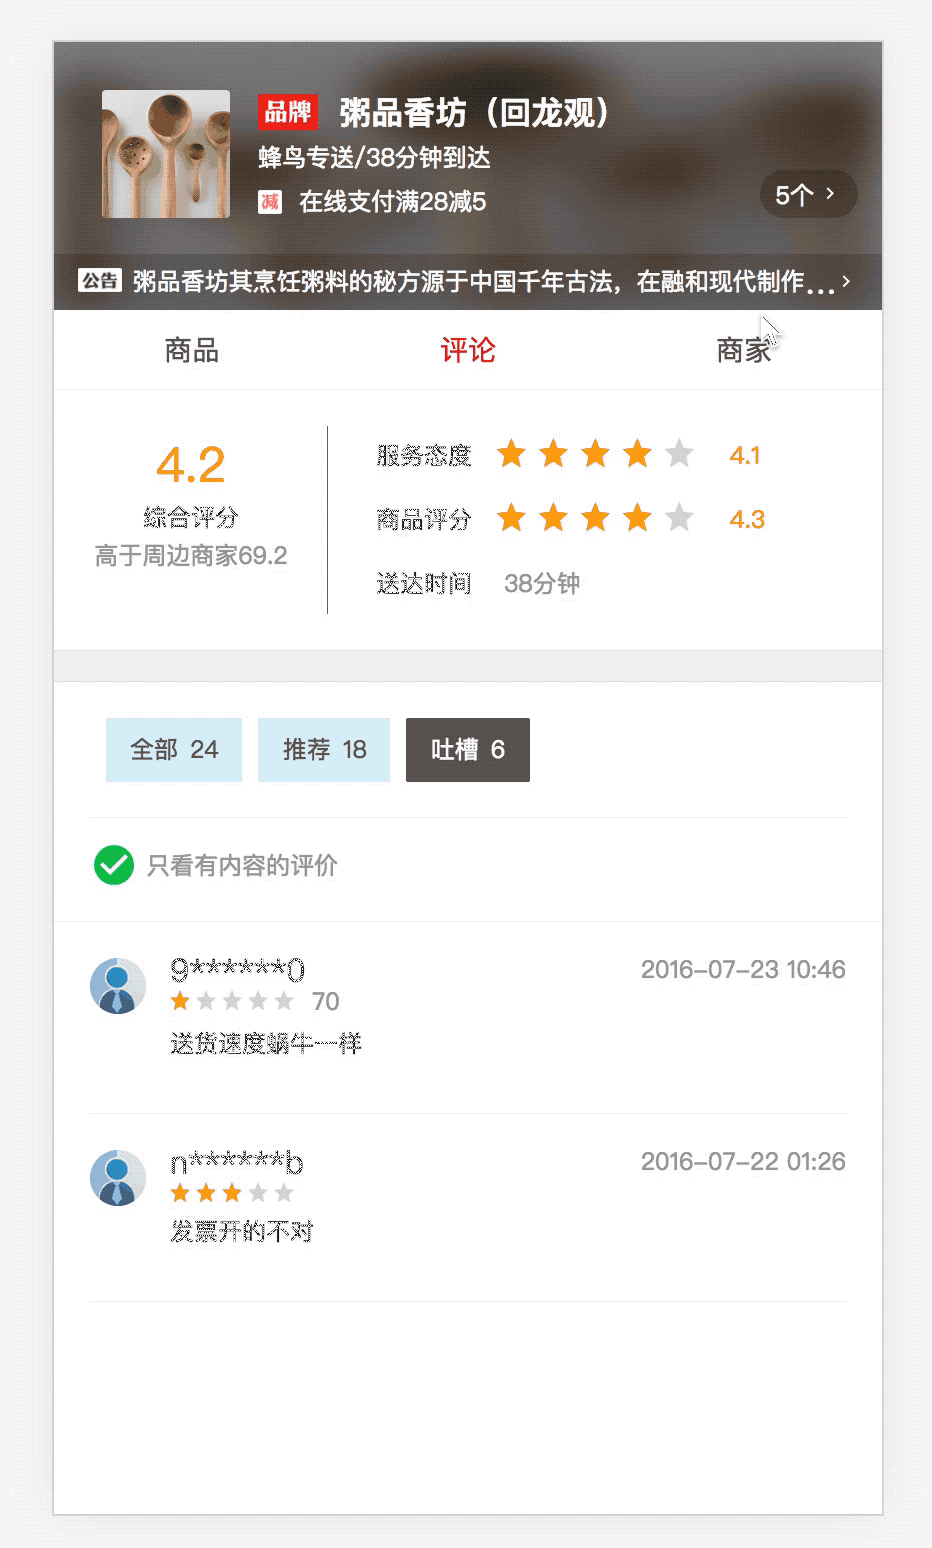 品牌 粥品香坊（回龙观）
蜂鸟专送/38分钟到达
减 在线支付满28减5
5个 >
公告 粥品香坊其烹饪粥料的秘方源于中国千年古法，在融和现代制作... >
商品 评论 商家
4.2
综合评分
高于周边商家69.2
服务态度 4.1
商品评分 4.3
送达时间 38分钟
全部 24 推荐 18 吐槽 6
只看有内容的评价
9******0 2016-07-23 10:46
70
送货速度蜗牛一样
n******b 2016-07-22 01:26
发票开的不对